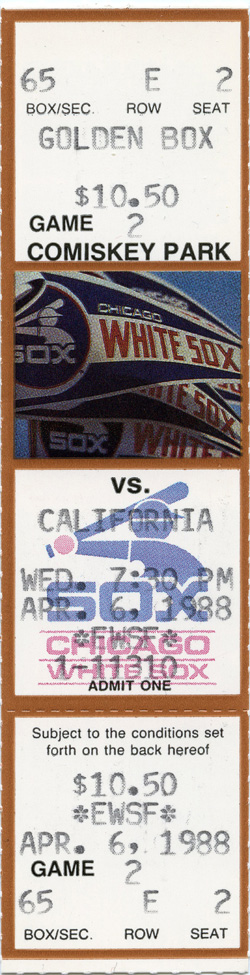 65 E 2
BOX/SEC. ROW SEAT
GOLDEN BOX
$10.50
GAME 2
COMISKEY PARK
CHICAGO
WHITE SOX
SOX
WHITE SOX
SOX
VS.
CALIFORNIA
WED. 7:30 PM
SOX
APR. 6, 1988
*EWSF*
CHICAGO
1-11310
WHITE SOX
ADMIT ONE
Subject to the conditions set
forth on the back hereof
$10.50
*EWSF*
APR. 6, 1988
GAME 2
65 E 2
BOX/SEC. ROW SEAT